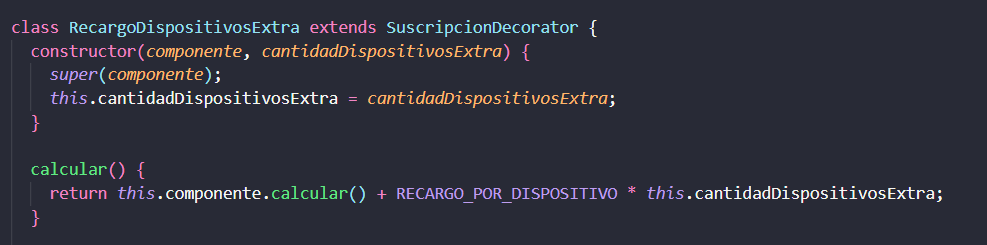 class RecargoDispositivosExtra extends SuscripcionDecorator {
constructor(componente, cantidadDispositivosExtra) {
super(componente);
this.cantidadDispositivosExtra = cantidadDispositivosExtra;
}
calcular() {
return this.componente.calcular() + RECARGO_POR_DISPOSITIVO * this.cantidadDispositivosExtra;
}